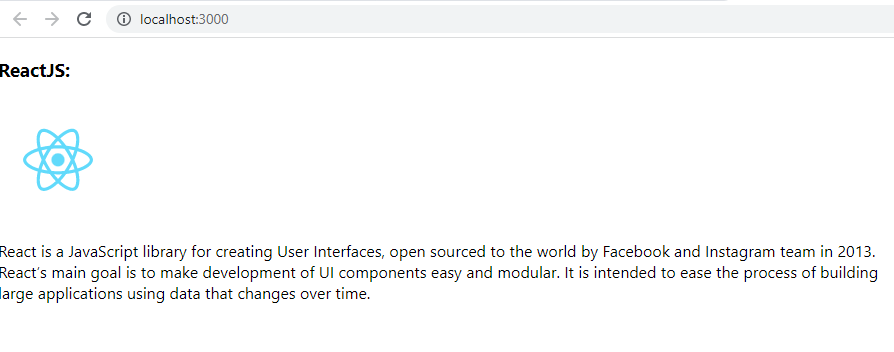 localhost:3000
ReactJS:
React is a JavaScript library for creating User Interfaces, open sourced to the world by Facebook and Instagram team in 2013.
React's main goal is to make development of UI components easy and modular. It is intended to ease the process of building
large applications using data that changes over time.